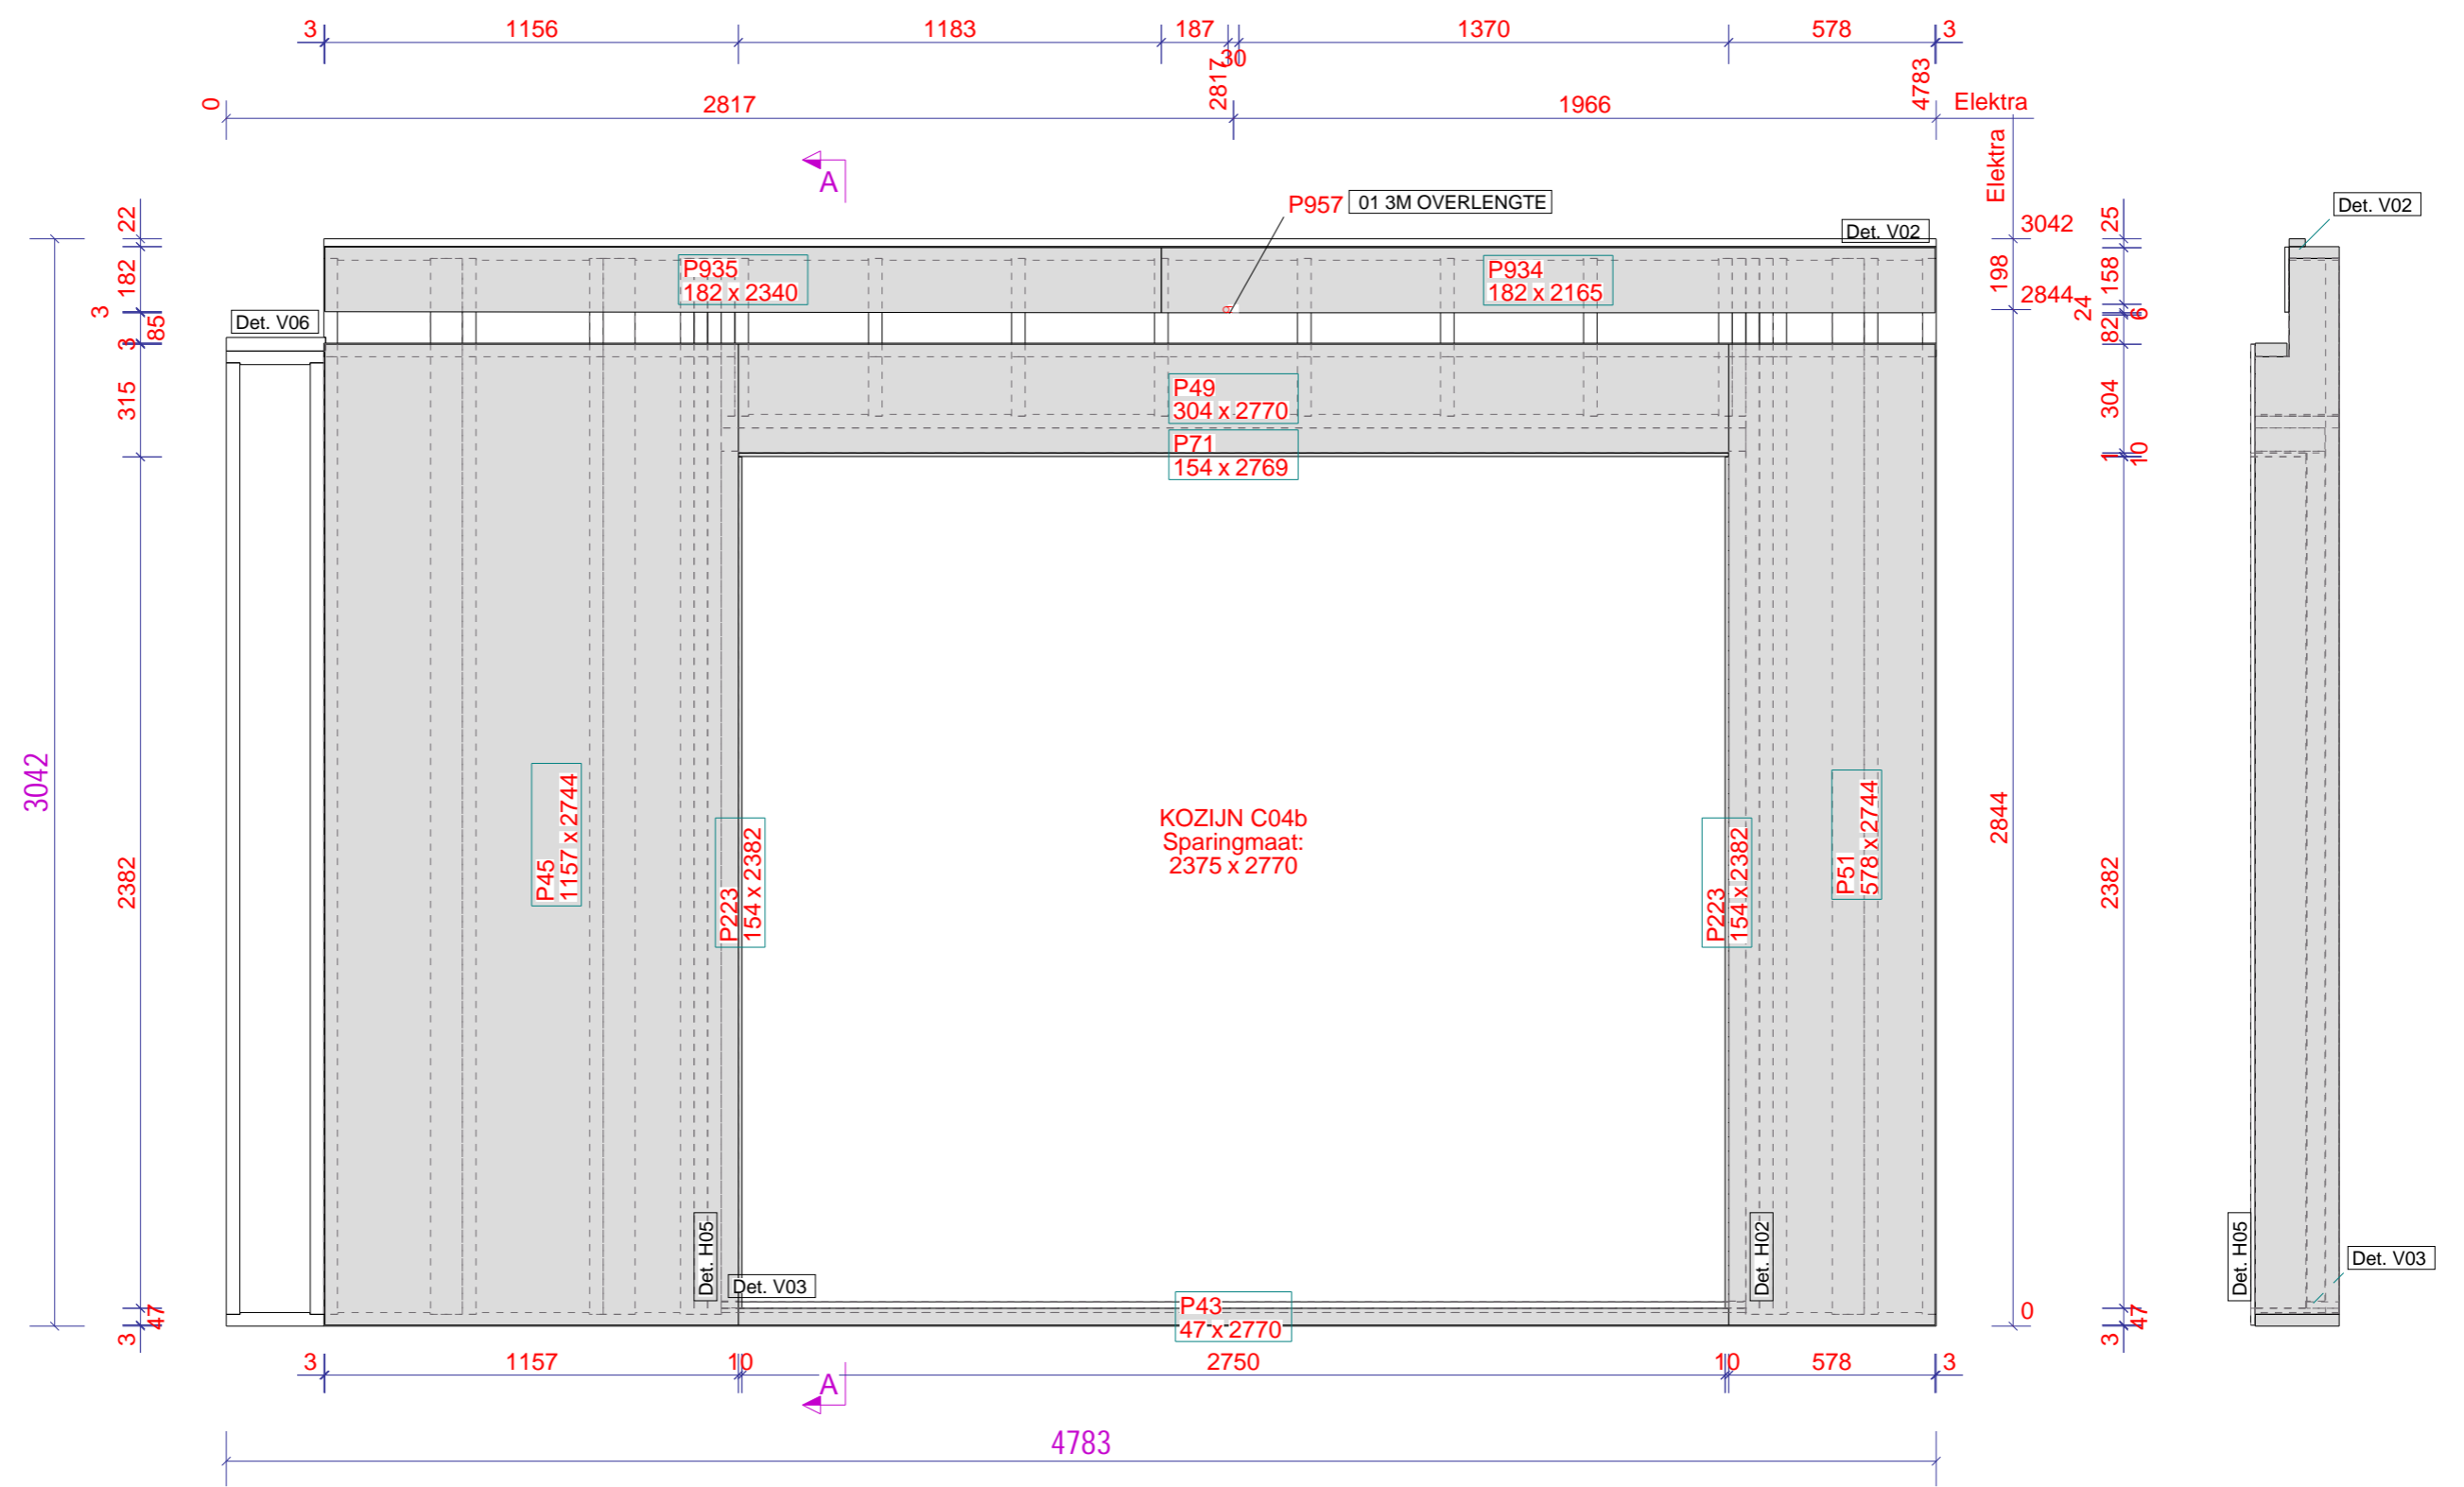 3 1156 1183 187 30 1370 578 3
0 2817 2817 1966 4783 Elektra
Elektra
A
P957 01 3M OVERLENGTE
Det. V02
Det. V02
3042
198
2844
2844
0
22
182
3
85
3
315
2382
47
3
3042
Det. V06
P935
182 x 2340
P934
182 x 2165
P49
304 x 2770
P71
154 x 2769
P45
1157 x 2744
P223
154 x 2382
KOZIJN C04b
Sparingmaat:
2375 x 2770
P223
154 x 2382
P51
578 x 2744
Det. H05
Det. V03
Det. H02
P43
47 x 2770
25
158
24
6
82
304
1
10
2382
47
3
Det. H05
Det. V03
3 1157 10 2750 10 578 3
A
4783